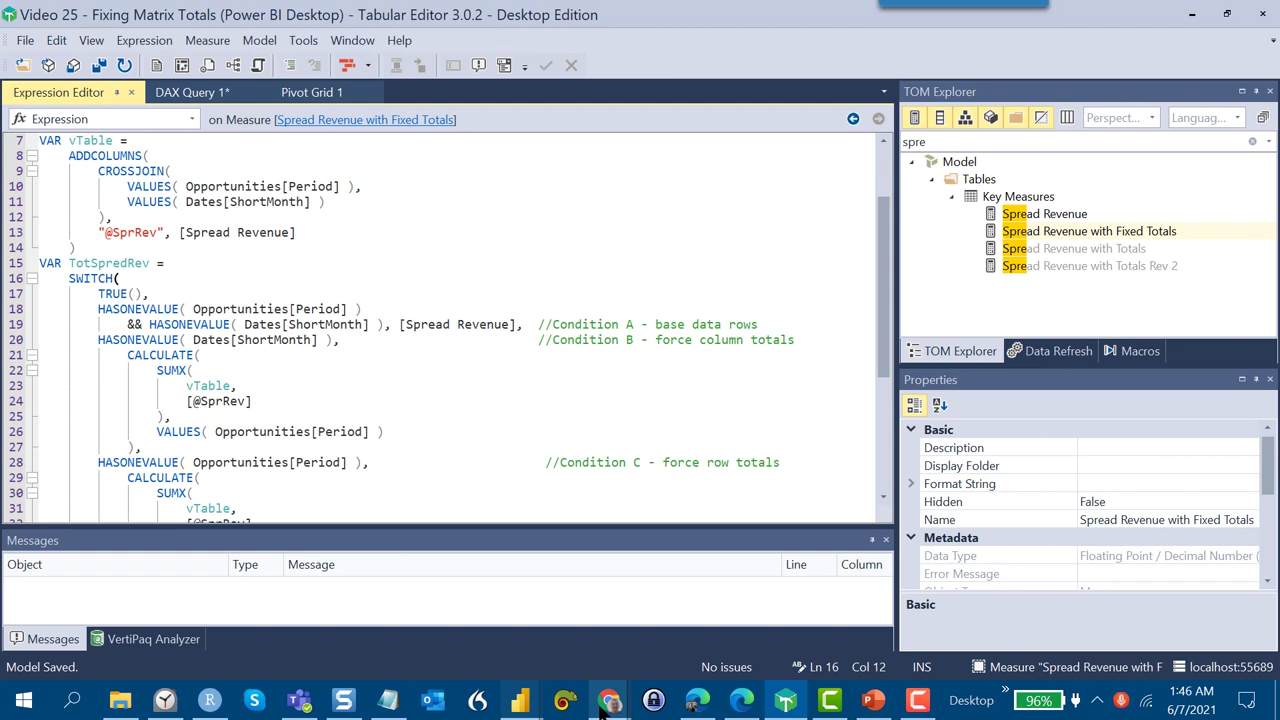 Video 25 - Fixing Matrix Totals (Power BI Desktop) - Tabular Editor 3.0.2 - Desktop Edition
File Edit View Expression Measure Model Tools Window Help
Expression Editor DAX Query 1* Pivot Grid 1
fx Expression on Measure [Spread Revenue with Fixed Totals]
7 VAR vTable =
8 ADDCOLUMNS(
9 CROSSJOIN(
10 VALUES( Opportunities[Period] ),
11 VALUES( Dates[ShortMonth] )
12 ),
13 "@SprRev", [Spread Revenue]
14 )
15 VAR TotSpredRev =
16 SWITCH(
17 TRUE(),
18 HASONEVALUE( Opportunities[Period] )
19 && HASONEVALUE( Dates[ShortMonth] ), [Spread Revenue], //Condition A - base data rows
20 HASONEVALUE( Dates[ShortMonth] ), //Condition B - force column totals
21 CALCULATE(
22 SUMX(
23 vTable,
24 [@SprRev]
25 ),
26 VALUES( Opportunities[Period] )
27 ),
28 HASONEVALUE( Opportunities[Period] ), //Condition C - force row totals
29 CALCULATE(
30 SUMX(
31 vTable,
Messages
Object Type Message Line Column
Messages VertiPaq Analyzer
TOM Explorer
Perspect... Languag...
spre
Model
Tables
Key Measures
Spread Revenue
Spread Revenue with Fixed Totals
Spread Revenue with Totals
Spread Revenue with Totals Rev 2
TOM Explorer Data Refresh Macros
Properties
Basic
Description
Display Folder
Format String
Hidden False
Name Spread Revenue with Fixed Totals
Metadata
Data Type Floating Point / Decimal Number (
Error Message
Basic
Model Saved. No issues Ln 16 Col 12 INS Measure "Spread Revenue with F localhost:55689
Desktop 96% 1:46 AM
6/7/2021